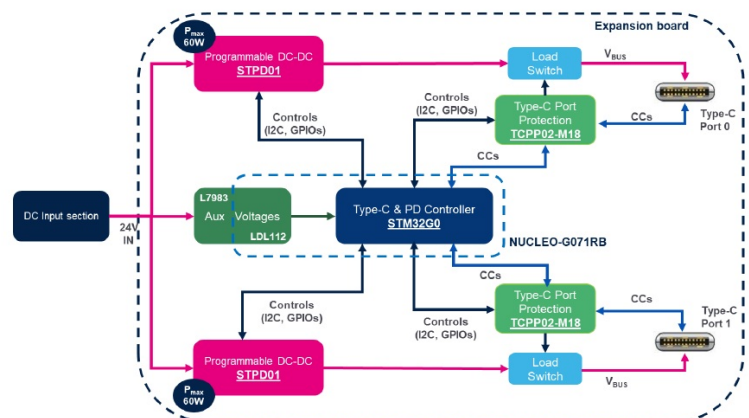 Expansion board
Pmax
60W
Programmable DC-DC
STPD01
Load
Switch
VBUS
Type-C
Port 0
Controls
(I2C, GPIOs)
Controls
(I2C, GPIOs)
Type-C Port
Protection
TCPP02-M18
CCs
CCs
DC Input section
24V
IN
L7983
Aux Voltages
LDL112
Type-C & PD Controller
STM32G0
NUCLEO-G071RB
CCs
Controls
(I2C, GPIOs)
Controls
(I2C, GPIOs)
Type-C Port
Protection
TCPP02-M18
CCs
Type-C
Port 1
Programmable DC-DC
STPD01
Pmax
60W
Load
Switch
VBUS